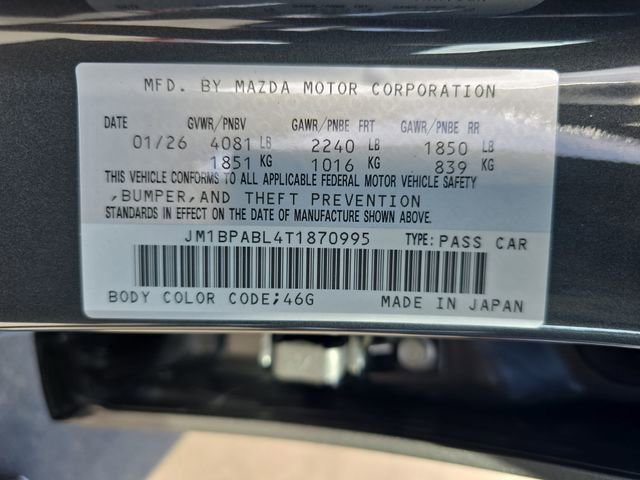 MFD. BY MAZDA MOTOR CORPORATION
DATE GVWR/PNBV GAWR/PNBE FRT GAWR/PNBE RR
01/26 4081 LB 2240 LB 1850 LB
1851 KG 1016 KG 839 KG
THIS VEHICLE CONFORMS TO ALL APPLICABLE FEDERAL MOTOR VEHICLE SAFETY
,BUMPER,AND THEFT PREVENTION
STANDARDS IN EFFECT ON THE DATE OF MANUFACTURE SHOWN ABOVE.
JM1BPABL4T1870995 TYPE: PASS CAR
BODY COLOR CODE;46G MADE IN JAPAN